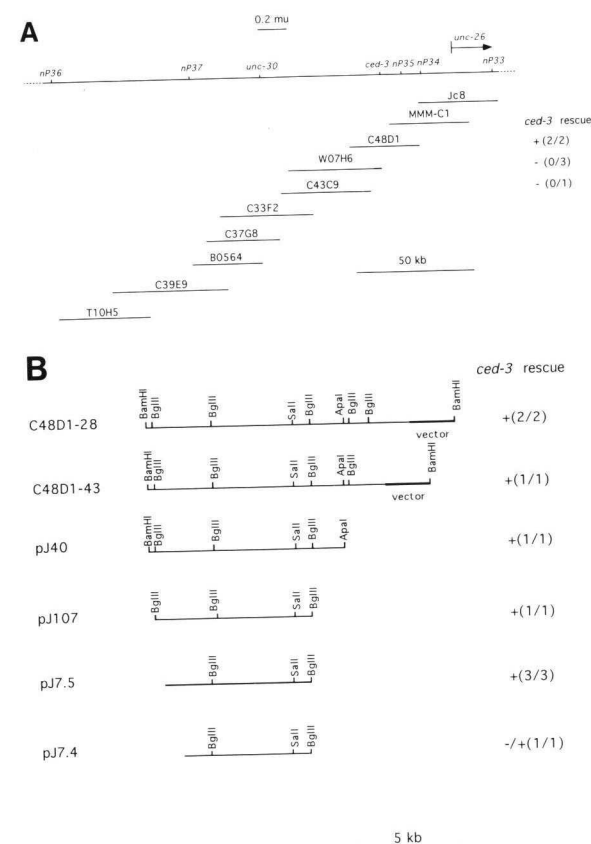 A
0.2 mu
unc-26
nP36 nP37 unc-30 ced-3 nP35 nP34 nP33
Jc8
ced-3 rescue
MMM-C1
C48D1 +(2/2)
W07H6 - (0/3)
C43C9 - (0/1)
C33F2
C37G8
B0564
50 kb
C39E9
T10H5
B
ced-3 rescue
BamHI BglII BglII SalI BglII ApaI BglII BglII BamHI
C48D1-28 +(2/2)
vector
BamHI BglII BglII SalI BglII ApaI BglII BamHI
C48D1-43 +(1/1)
vector
BamHI BglII BglII SalI BglII ApaI
pJ40 +(1/1)
BglII BglII SalI BglII
pJ107 +(1/1)
BglII SalI BglII
pJ7.5 +(3/3)
BglII SalI BglII
pJ7.4 -/+(1/1)
5 kb